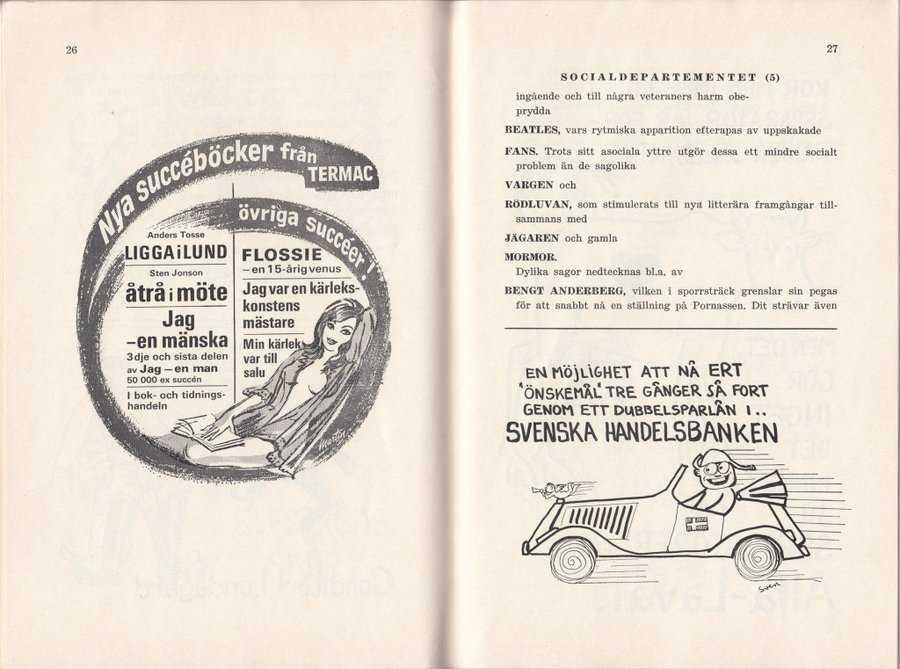 26
Nya succéböcker från
TERMAC
övriga succéer!
Anders Tosse
LIGGAiLUND
Sten Jonson
åtrå i möte
Jag
-en mänska
3dje och sista delen
av Jag—en man
50 000 ex succén
I bok- och tidnings-
handeln
FLOSSIE
– en 15-årig venus
Jag var en kärleks-
konstens
mästare
Min kärlek
var till
salu
27
SOCIALDEPARTEMENTET (5)
ingående och till några veteraners harm obe-
prydda
BEATLES, vars rytmiska apparition efterapas av uppskakade
FANS. Trots sitt asociala yttre utgör dessa ett mindre socialt
problem än de sagolika
VARGEN och
RÖDLUVAN, som stimulerats till nya litterära framgångar till-
sammans med
JÄGAREN och gamla
MORMOR.
Dylika sagor nedtecknas bl.a. av
BENGT ANDERBERG, vilken i sporrsträck grenslar sin pegas
för att snabbt nå en ställning på Pornassen. Dit strävar även
EN MÖJLIGHET ATT NÅ ERT
"ÖNSKEMÅL" TRE GÅNGER SÅ FORT
GENOM ETT DUBBELSPARLÅN I..
SVENSKA HANDELSBANKEN
Sven